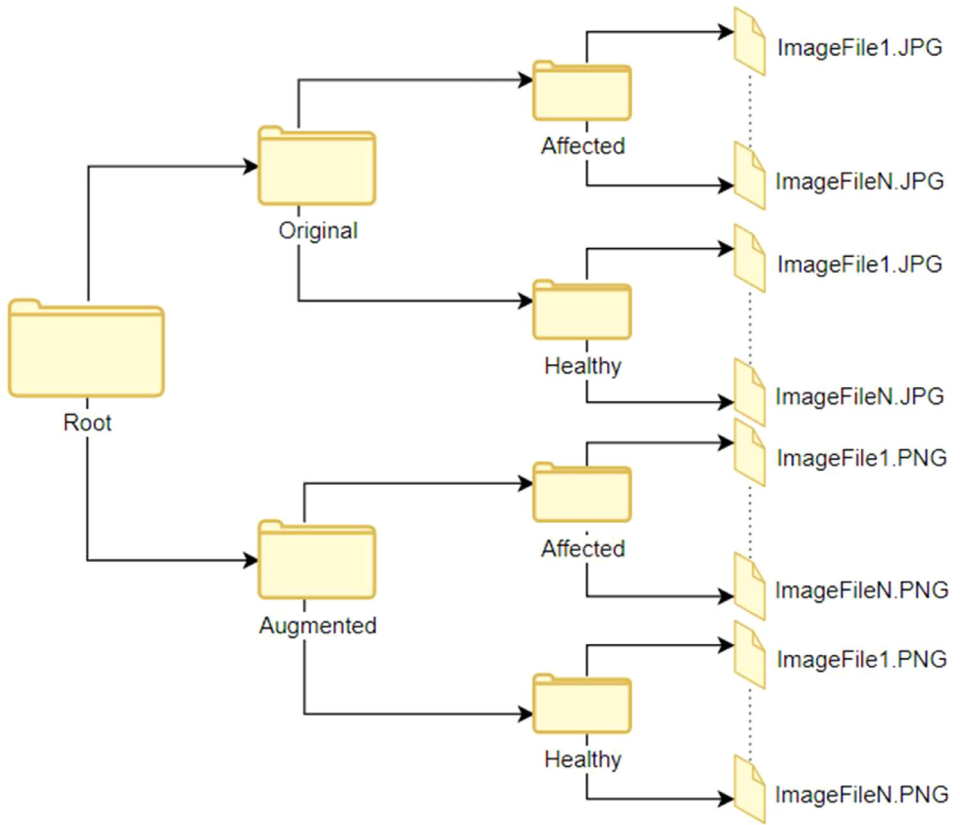 ImageFile1.JPG
Affected
ImageFileN.JPG
Original
ImageFile1.JPG
Healthy
ImageFileN.JPG
Root
ImageFile1.PNG
Affected
ImageFileN.PNG
Augmented
ImageFile1.PNG
Healthy
ImageFileN.PNG